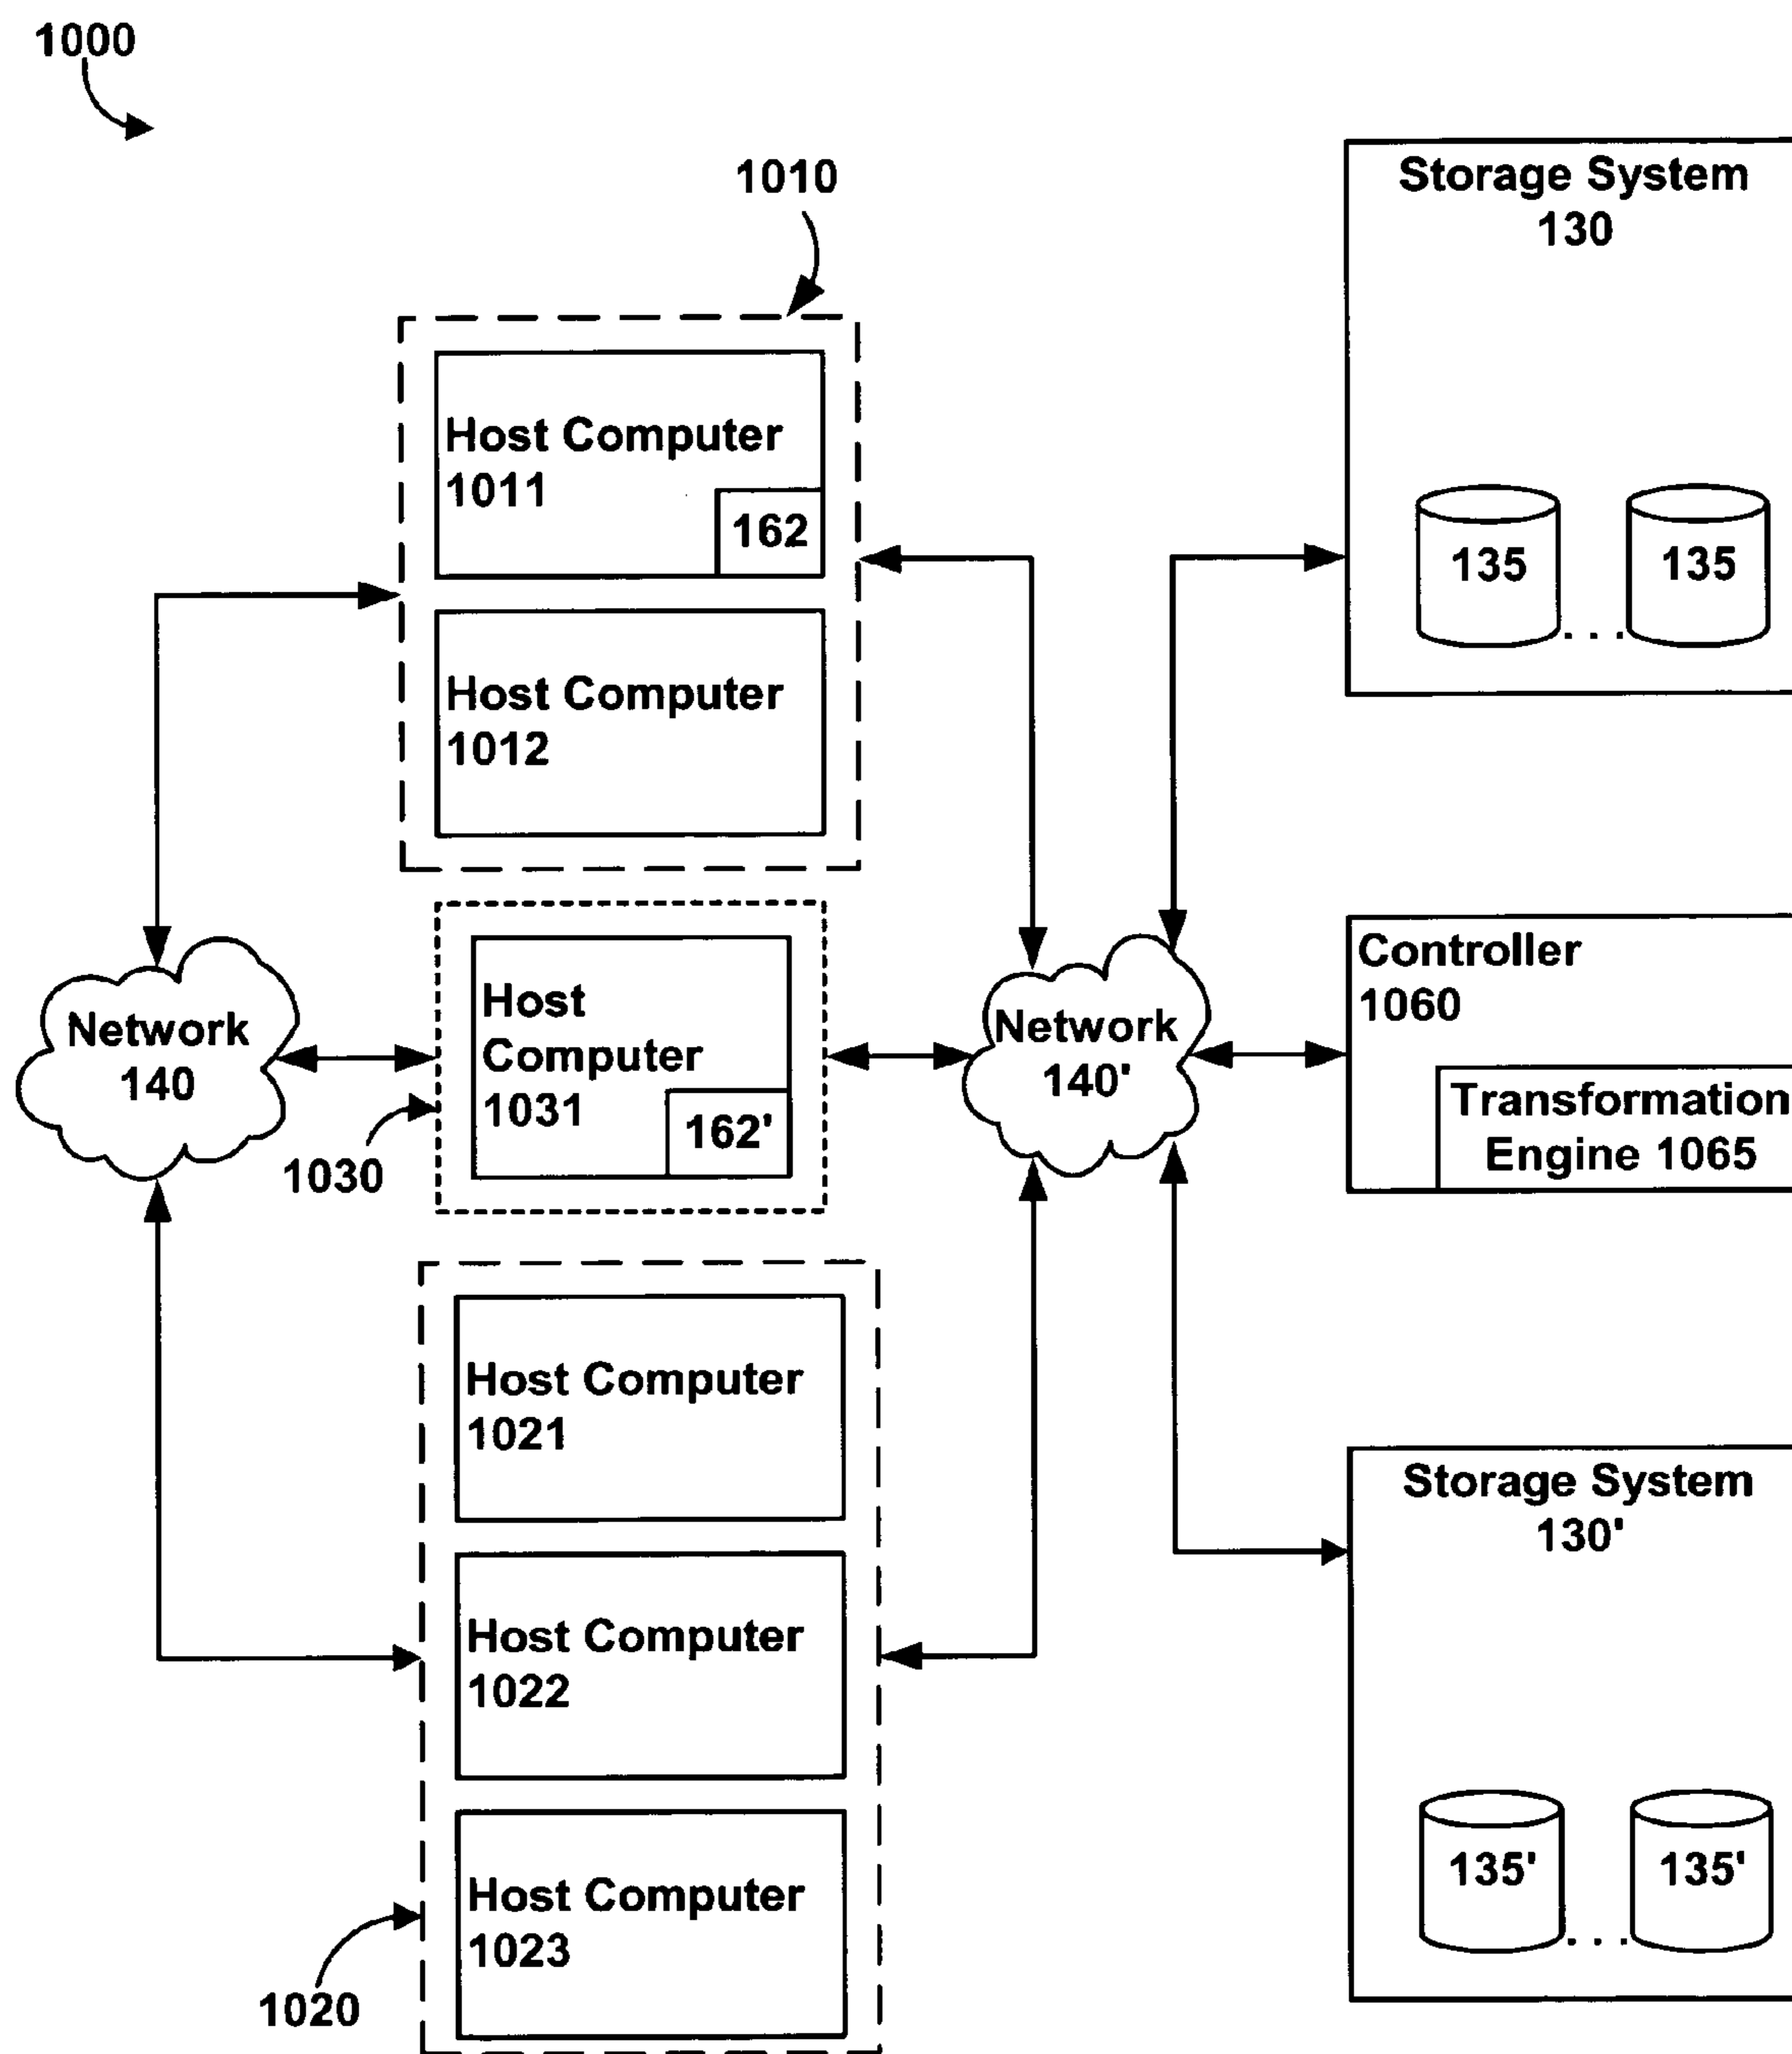 1000
1010
Storage System
130
Host Computer
1011
162
135
135
...
Host Computer
1012
Network
140
Host
Computer
1031
162'
1030
Network
140'
Controller
1060
Transformation
Engine 1065
Host Computer
1021
Host Computer
1022
Host Computer
1023
1020
Storage System
130'
135'
135'
...